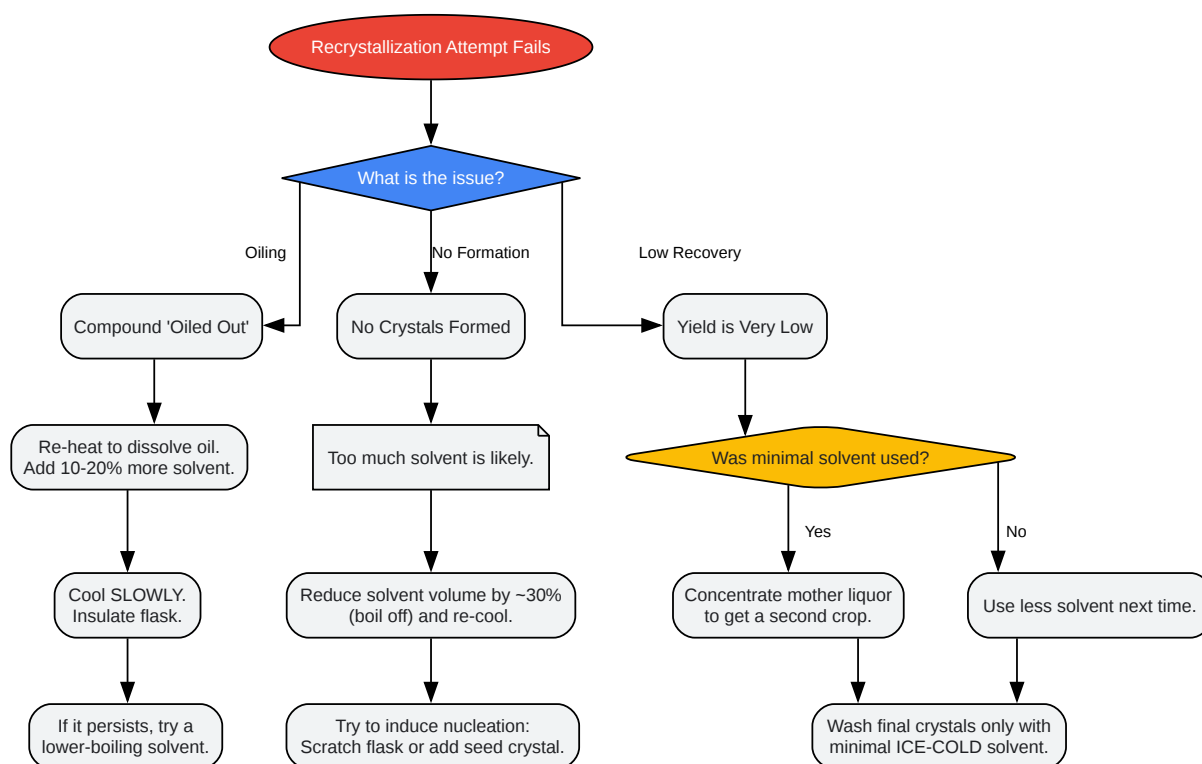 Recrystallization Attempt Fails
What is the issue?
Oiling
No Formation
Low Recovery
Compound 'Oiled Out'
No Crystals Formed
Yield is Very Low
Re-heat to dissolve oil.
Add 10-20% more solvent.
Too much solvent is likely.
Was minimal solvent used?
Yes
No
Cool SLOWLY.
Insulate flask.
Reduce solvent volume by ~30%
(boil off) and re-cool.
Concentrate mother liquor
to get a second crop.
Use less solvent next time.
If it persists, try a
lower-boiling solvent.
Try to induce nucleation:
Scratch flask or add seed crystal.
Wash final crystals only with
minimal ICE-COLD solvent.